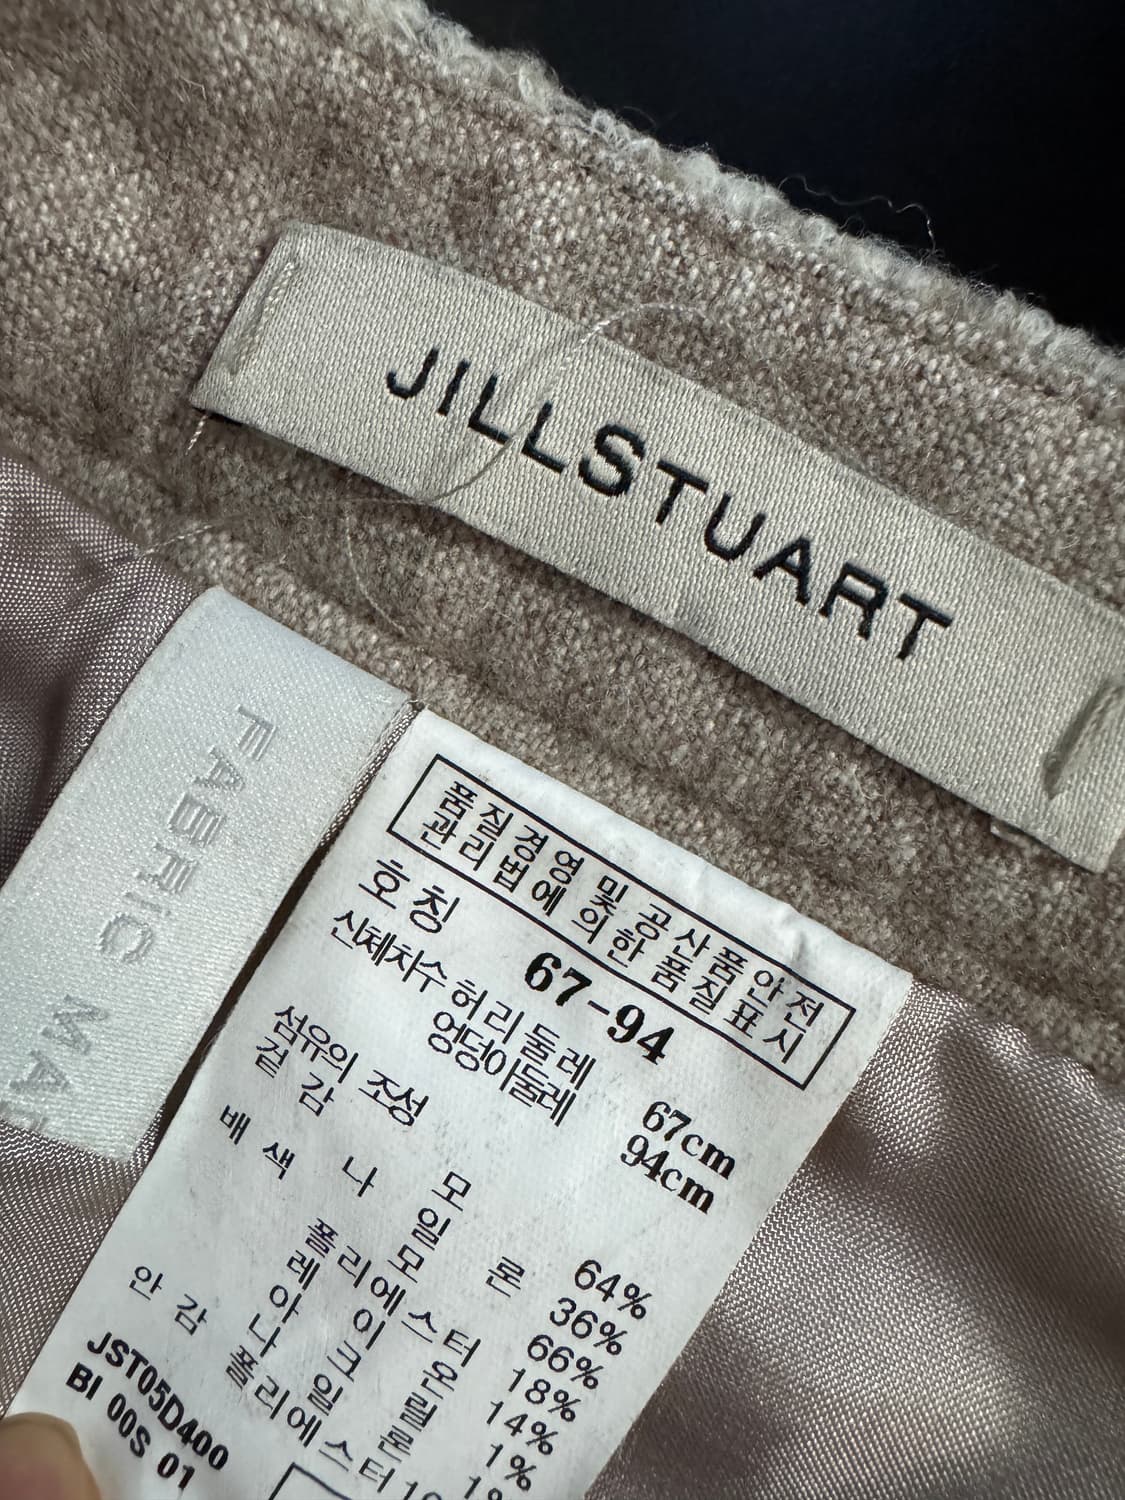 JILLSTUART
FABRiC MA
품질경영 및 공산품안전
관리법에 의한 품질표시
호칭 67-94
신체치수 허리둘레 67cm
엉덩이둘레 94cm
섬유의 조성
겉감 모 64%
나일론 36%
배색 모 66%
폴리에스터 18%
레이온 14%
아크릴 1%
나일론 1%
안감 폴리에스터
JST05D400
BI 00S 01